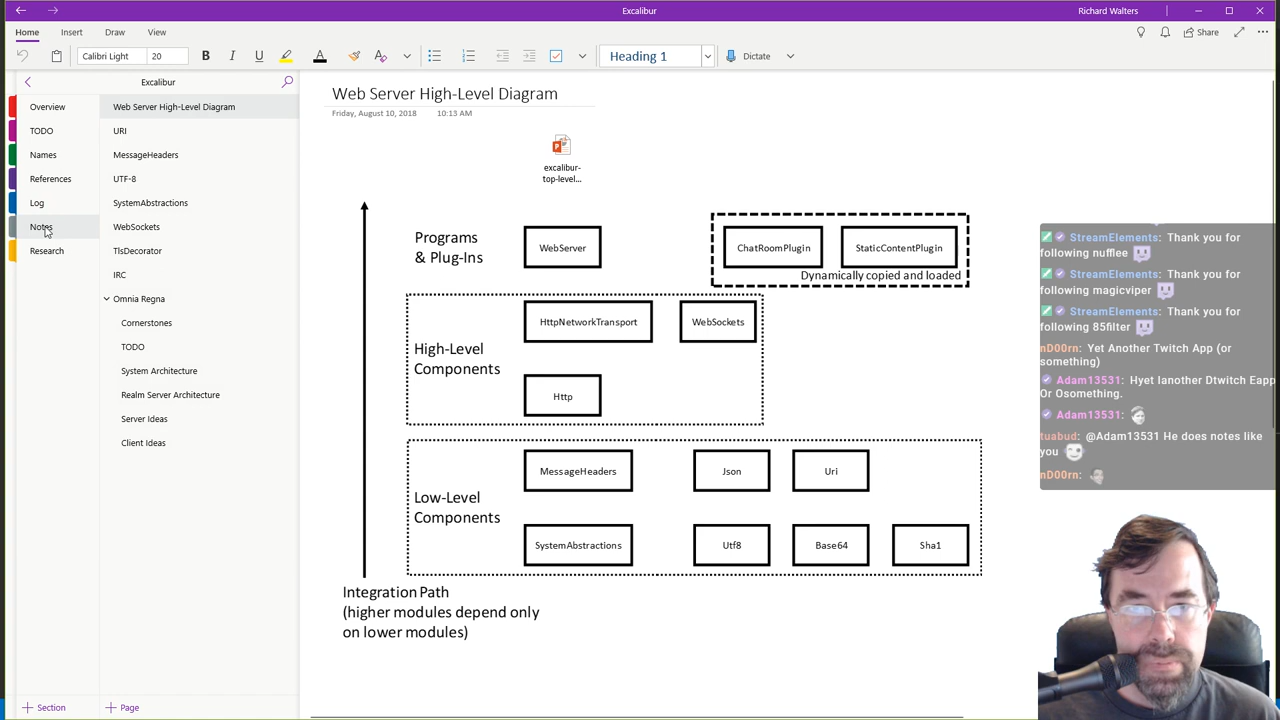 Excalibur
Richard Walters
Home
Insert
Draw
View
Share
Calibri Light
20
B
I
U
A
Heading 1
Dictate
Excalibur
Overview
TODO
Names
References
Log
Notes
Research
Web Server High-Level Diagram
URI
MessageHeaders
UTF-8
SystemAbstractions
WebSockets
TlsDecorator
IRC
Omnia Regna
Cornerstones
TODO
System Architecture
Realm Server Architecture
Server Ideas
Client Ideas
Section
Page
Web Server High-Level Diagram
Friday, August 10, 2018
10:13 AM
excalibur-
top-level...
Programs
& Plug-Ins
WebServer
ChatRoomPlugin
StaticContentPlugin
Dynamically copied and loaded
High-Level
Components
HttpNetworkTransport
WebSockets
Http
Low-Level
Components
MessageHeaders
Json
Uri
SystemAbstractions
Utf8
Base64
Sha1
Integration Path
(higher modules depend only
on lower modules)
StreamElements: Thank you for
following nufflee
StreamElements: Thank you for
following magicviper
StreamElements: Thank you for
following 85filter
nD00rn: Yet Another Twitch App (or
something)
Adam13531: Hyet Ianother Dtwitch Eapp
Or Osomething.
Adam13531:
tuabud: @Adam13531 He does notes like
you
nD00rn: